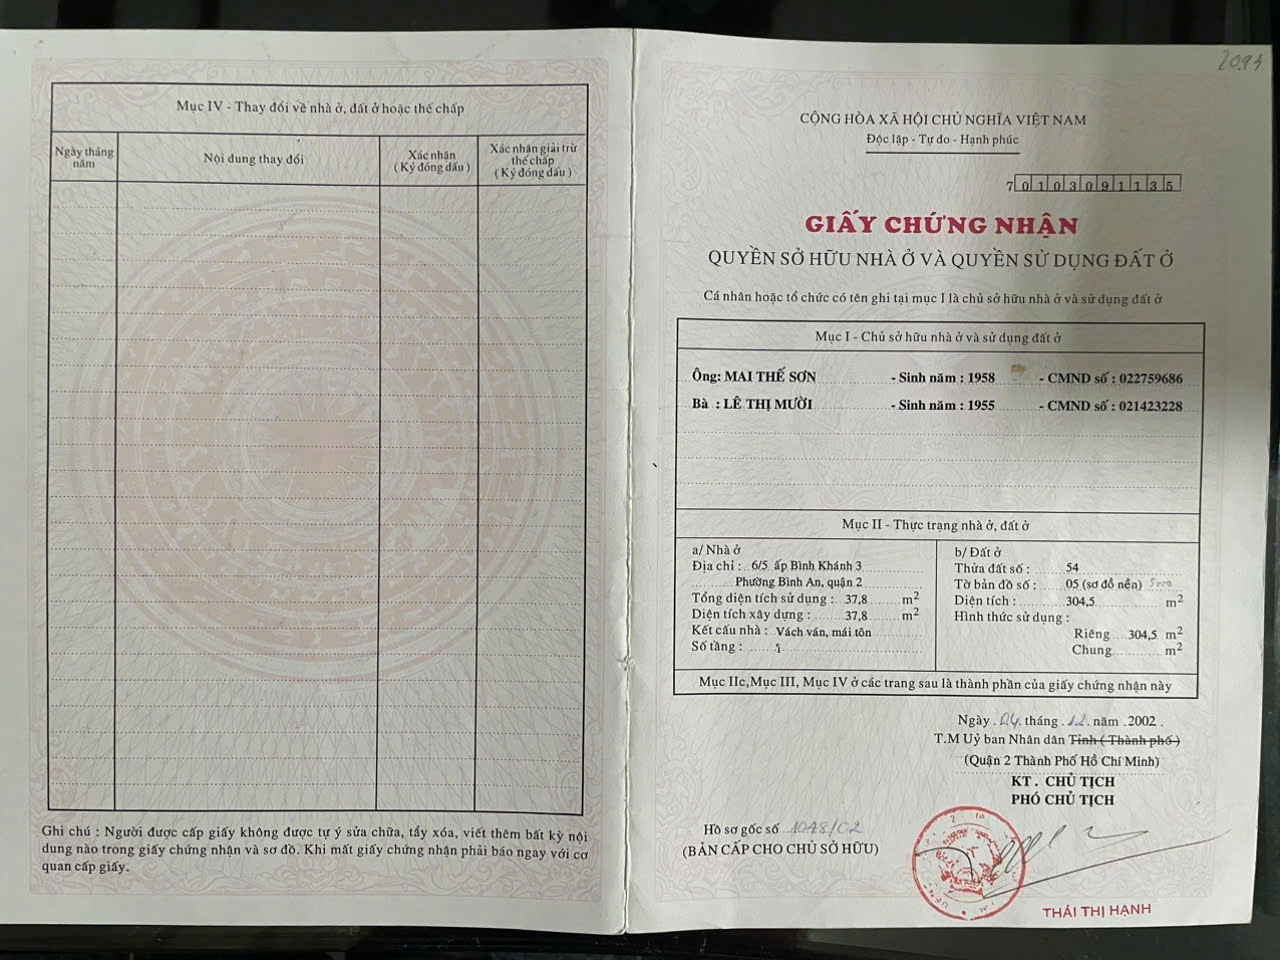 Mục IV - Thay đổi về nhà ở, đất ở hoặc thế chấp
Ngày tháng năm
Nội dung thay đổi
Xác nhận
( Ký đóng dấu )
Xác nhận giải trừ
thế chấp
( Ký đóng dấu )
Ghi chú : Người được cấp giấy không được tự ý sửa chữa, tẩy xóa, viết thêm bất kỳ nội
dung nào trong giấy chứng nhận và sơ đồ. Khi mất giấy chứng nhận phải báo ngay với cơ
quan cấp giấy.
2093
CỘNG HÒA XÃ HỘI CHỦ NGHĨA VIỆT NAM
Độc lập - Tự do - Hạnh phúc
7 0 1 0 3 0 9 1 1 3 5
GIẤY CHỨNG NHẬN
QUYỀN SỞ HỮU NHÀ Ở VÀ QUYỀN SỬ DỤNG ĐẤT Ở
Cá nhân hoặc tổ chức có tên ghi tại mục I là chủ sở hữu nhà ở và sử dụng đất ở
Mục I - Chủ sở hữu nhà ở và sử dụng đất ở
Ông: MAI THẾ SƠN - Sinh năm : 1958 - CMND số : 022759686
Bà : LÊ THỊ MƯỜI - Sinh năm : 1955 - CMND số : 021423228
Mục II - Thực trạng nhà ở, đất ở
a/ Nhà ở
Địa chỉ : 6/5 ấp Bình Khánh 3
Phường Bình An, quận 2
Tổng diện tích sử dụng : 37,8 m2
Diện tích xây dựng : 37,8 m2
Kết cấu nhà : Vách ván, mái tôn
Số tầng : 1
b/ Đất ở
Thửa đất số : 54
Tờ bản đồ số : 05 (sơ đồ nền)
Diện tích : 304,5 m2
Hình thức sử dụng :
Riêng 304,5 m2
Chung m2
Mục IIc,Mục III, Mục IV ở các trang sau là thành phần của giấy chứng nhận này
Ngày . 04 tháng . 12 . năm . 2002 .
T.M Uỷ ban Nhân dân Tỉnh ( Thành phố )
(Quận 2 Thành Phố Hồ Chí Minh)
KT . CHỦ TỊCH
PHÓ CHỦ TỊCH
Hồ sơ gốc số 1048/02
(BẢN CẤP CHO CHỦ SỞ HỮU)
THÁI THỊ HẠNH